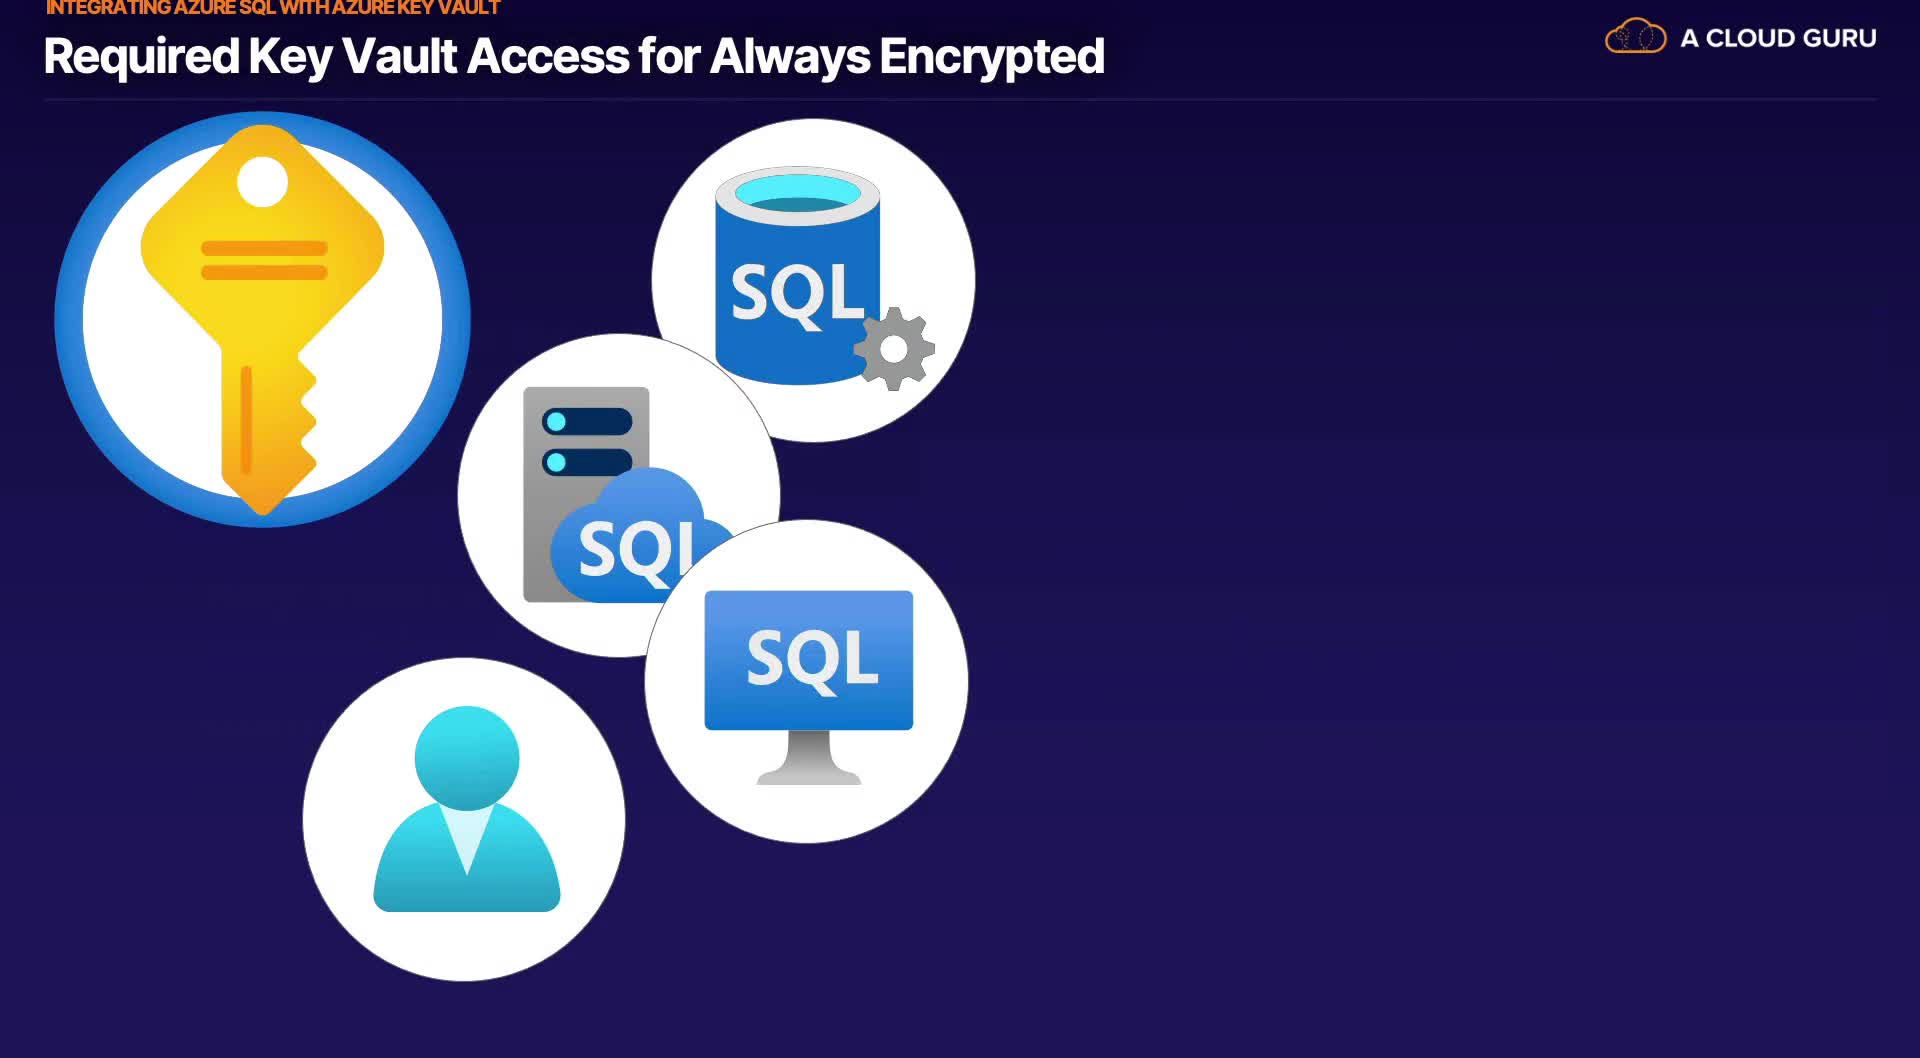 INTEGRATING AZURE SQL WITH AZURE KEY VAULT
Required Key Vault Access for Always Encrypted
A CLOUD GURU
SQL
SQL
SQL